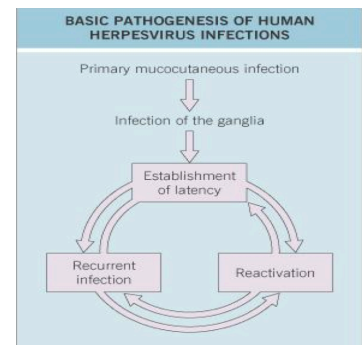 BASIC PATHOGENESIS OF HUMAN
HERPESVIRUS INFECTIONS
Primary mucocutaneous infection
Infection of the ganglia
Establishment
of latency
Recurrent
infection
Reactivation